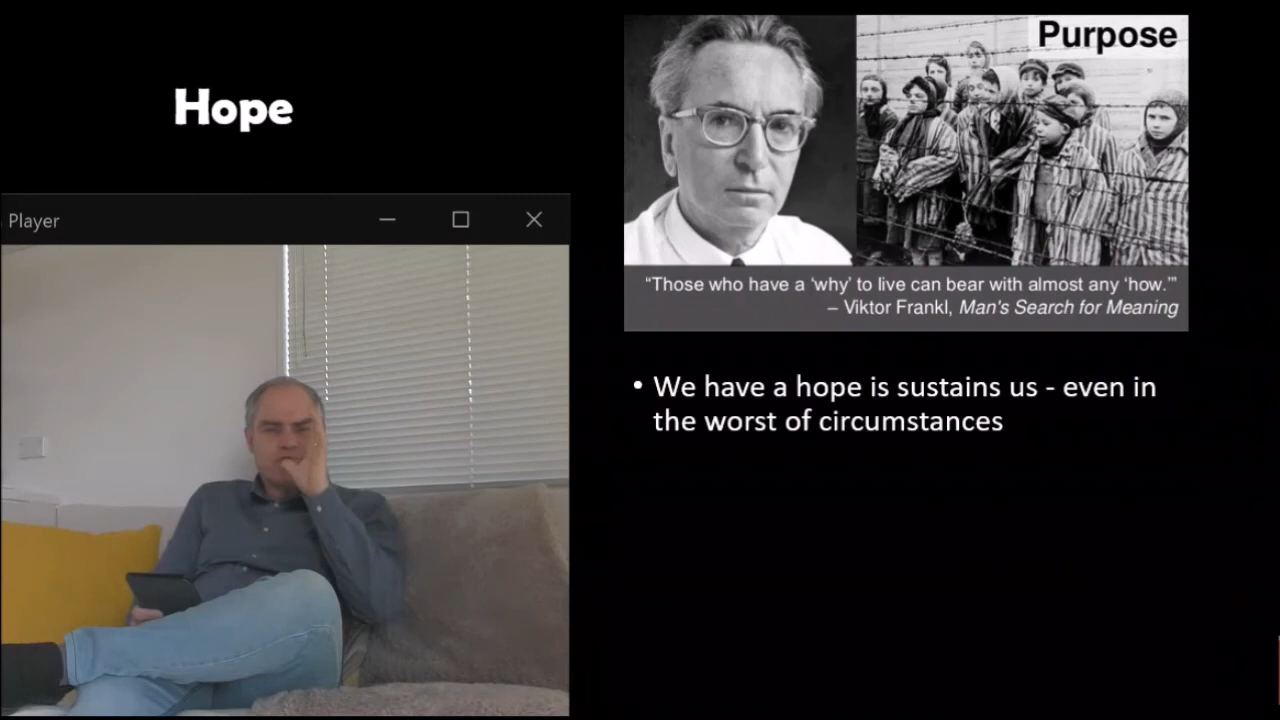 Hope
Player
Purpose
“Those who have a ‘why’ to live can bear with almost any ‘how.’”
– Viktor Frankl, Man's Search for Meaning
• We have a hope is sustains us - even in
the worst of circumstances